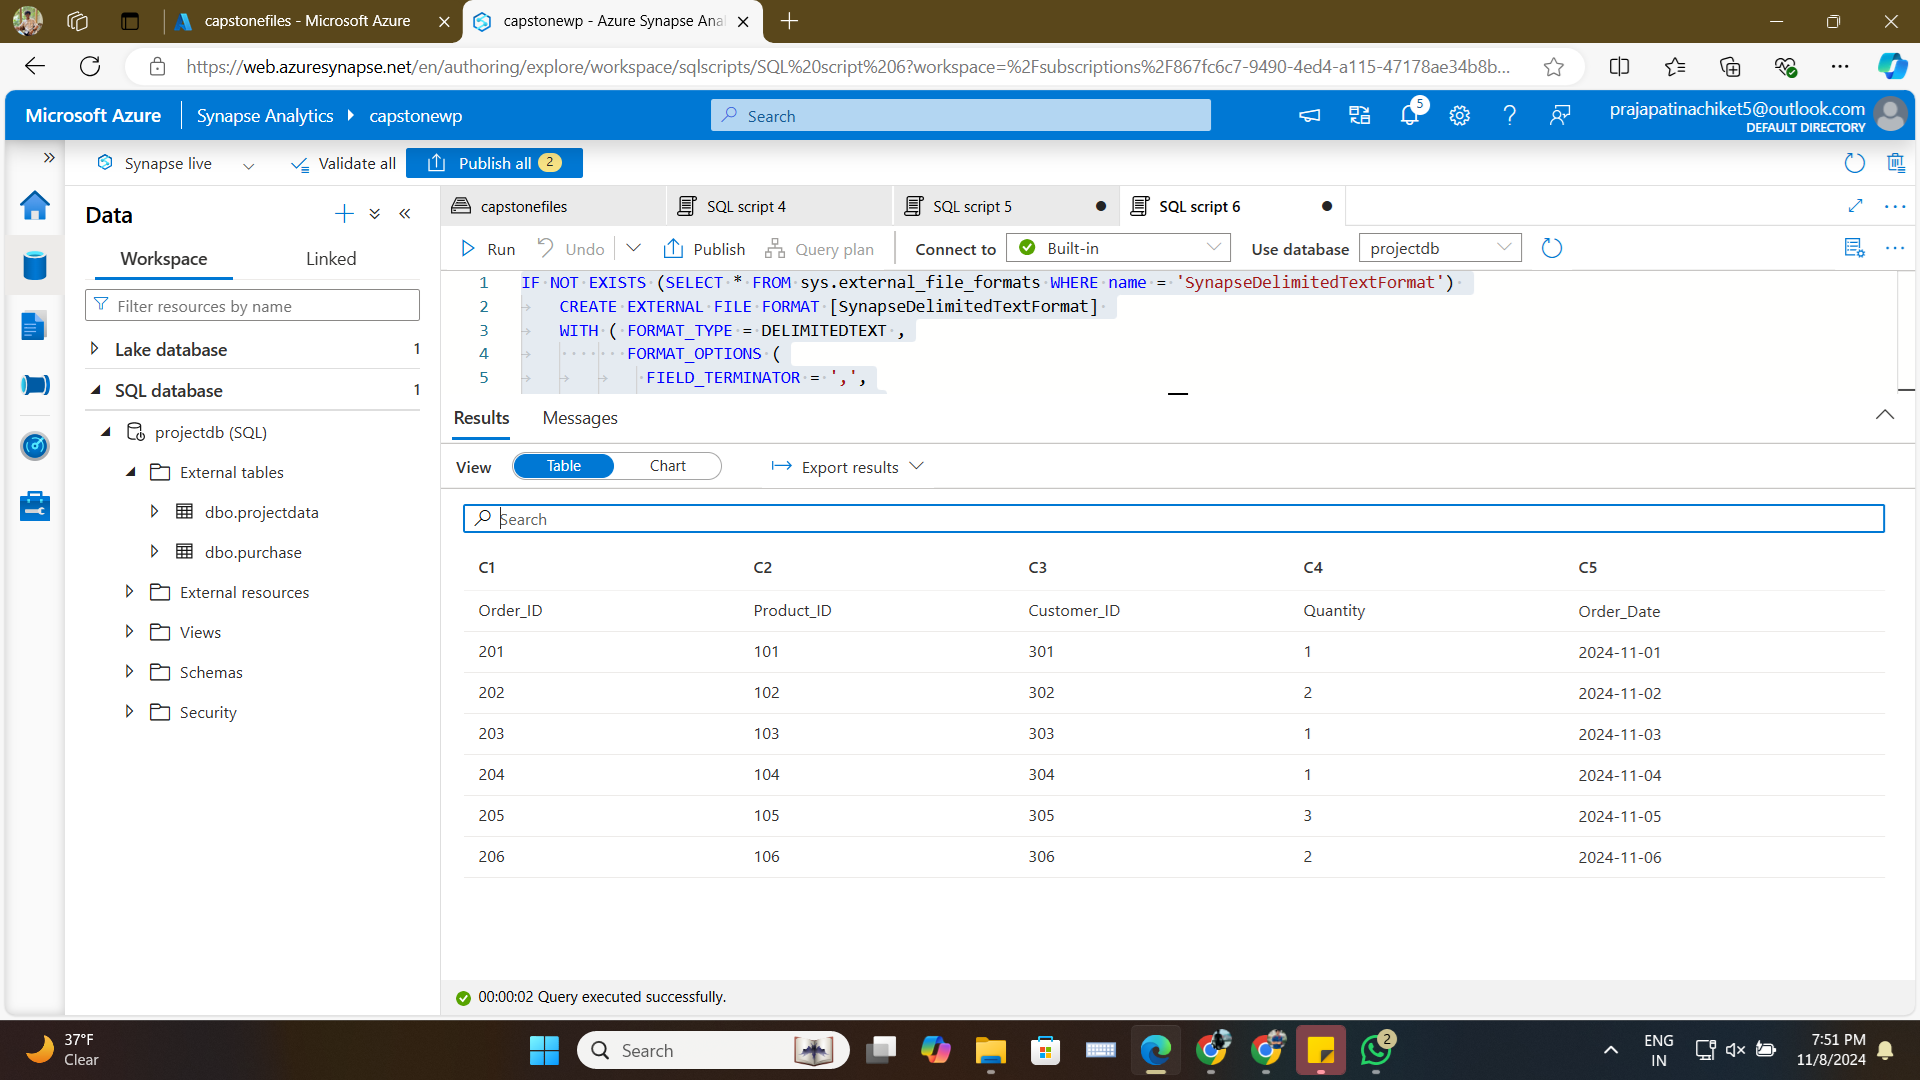 capstonefiles - Microsoft Azure
capstonewp - Azure Synapse Anal
https://web.azuresynapse.net/en/authoring/explore/workspace/sqlscripts/SQL%20script%206?workspace=%2Fsubscriptions%2F867fc6c7-9490-4ed4-a115-47178ae34b8b...
Microsoft Azure
Synapse Analytics
capstonewp
Search
5
prajapatinachiket5@outlook.com
DEFAULT DIRECTORY
Synapse live
Validate all
Publish all 2
Data
capstonefiles
SQL script 4
SQL script 5
SQL script 6
Workspace
Linked
Run
Undo
Publish
Query plan
Connect to
Built-in
Use database
projectdb
Filter resources by name
Lake database 1
SQL database 1
projectdb (SQL)
External tables
dbo.projectdata
dbo.purchase
External resources
Views
Schemas
Security
1 IF NOT EXISTS (SELECT * FROM sys.external_file_formats WHERE name = 'SynapseDelimitedTextFormat')
2 CREATE EXTERNAL FILE FORMAT [SynapseDelimitedTextFormat]
3 WITH ( FORMAT_TYPE = DELIMITEDTEXT ,
4 FORMAT_OPTIONS (
5 FIELD_TERMINATOR = ',',
Results
Messages
View
Table
Chart
Export results
Search
C1 C2 C3 C4 C5
Order_ID Product_ID Customer_ID Quantity Order_Date
201 101 301 1 2024-11-01
202 102 302 2 2024-11-02
203 103 303 1 2024-11-03
204 104 304 1 2024-11-04
205 105 305 3 2024-11-05
206 106 306 2 2024-11-06
00:00:02 Query executed successfully.
37°F
Clear
Search
2
ENG
IN
7:51 PM
11/8/2024